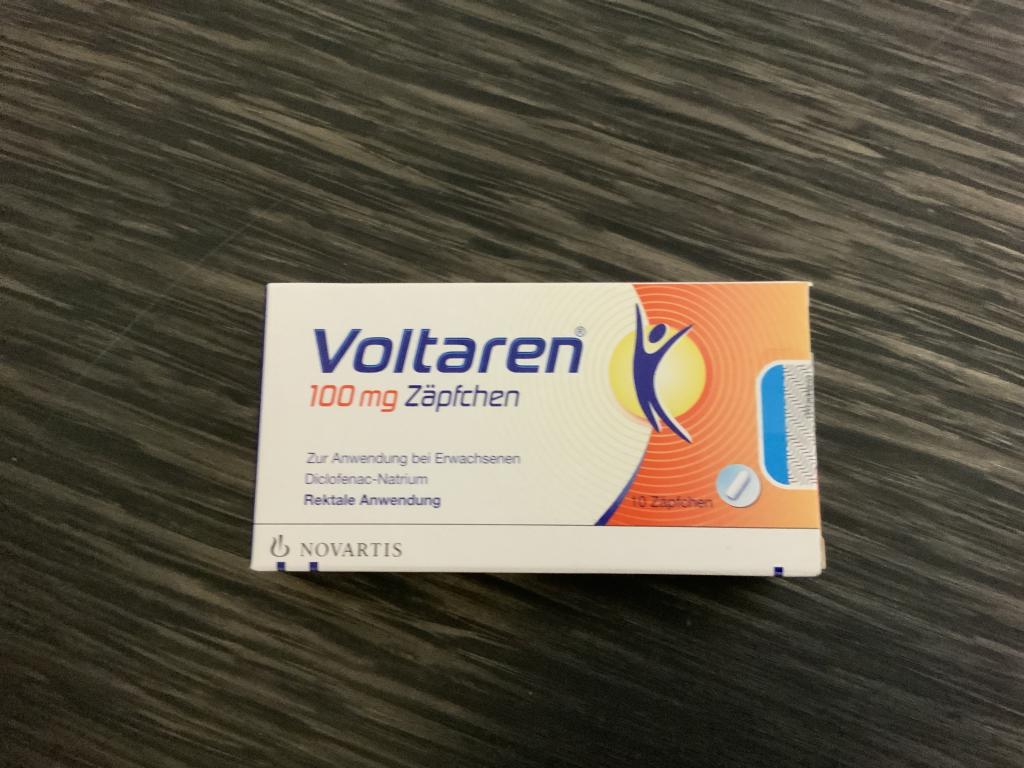 Voltaren®
100 mg Zäpfchen
Zur Anwendung bei Erwachsenen
Diclofenac-Natrium
Rektale Anwendung
10 Zäpfchen
NOVARTIS